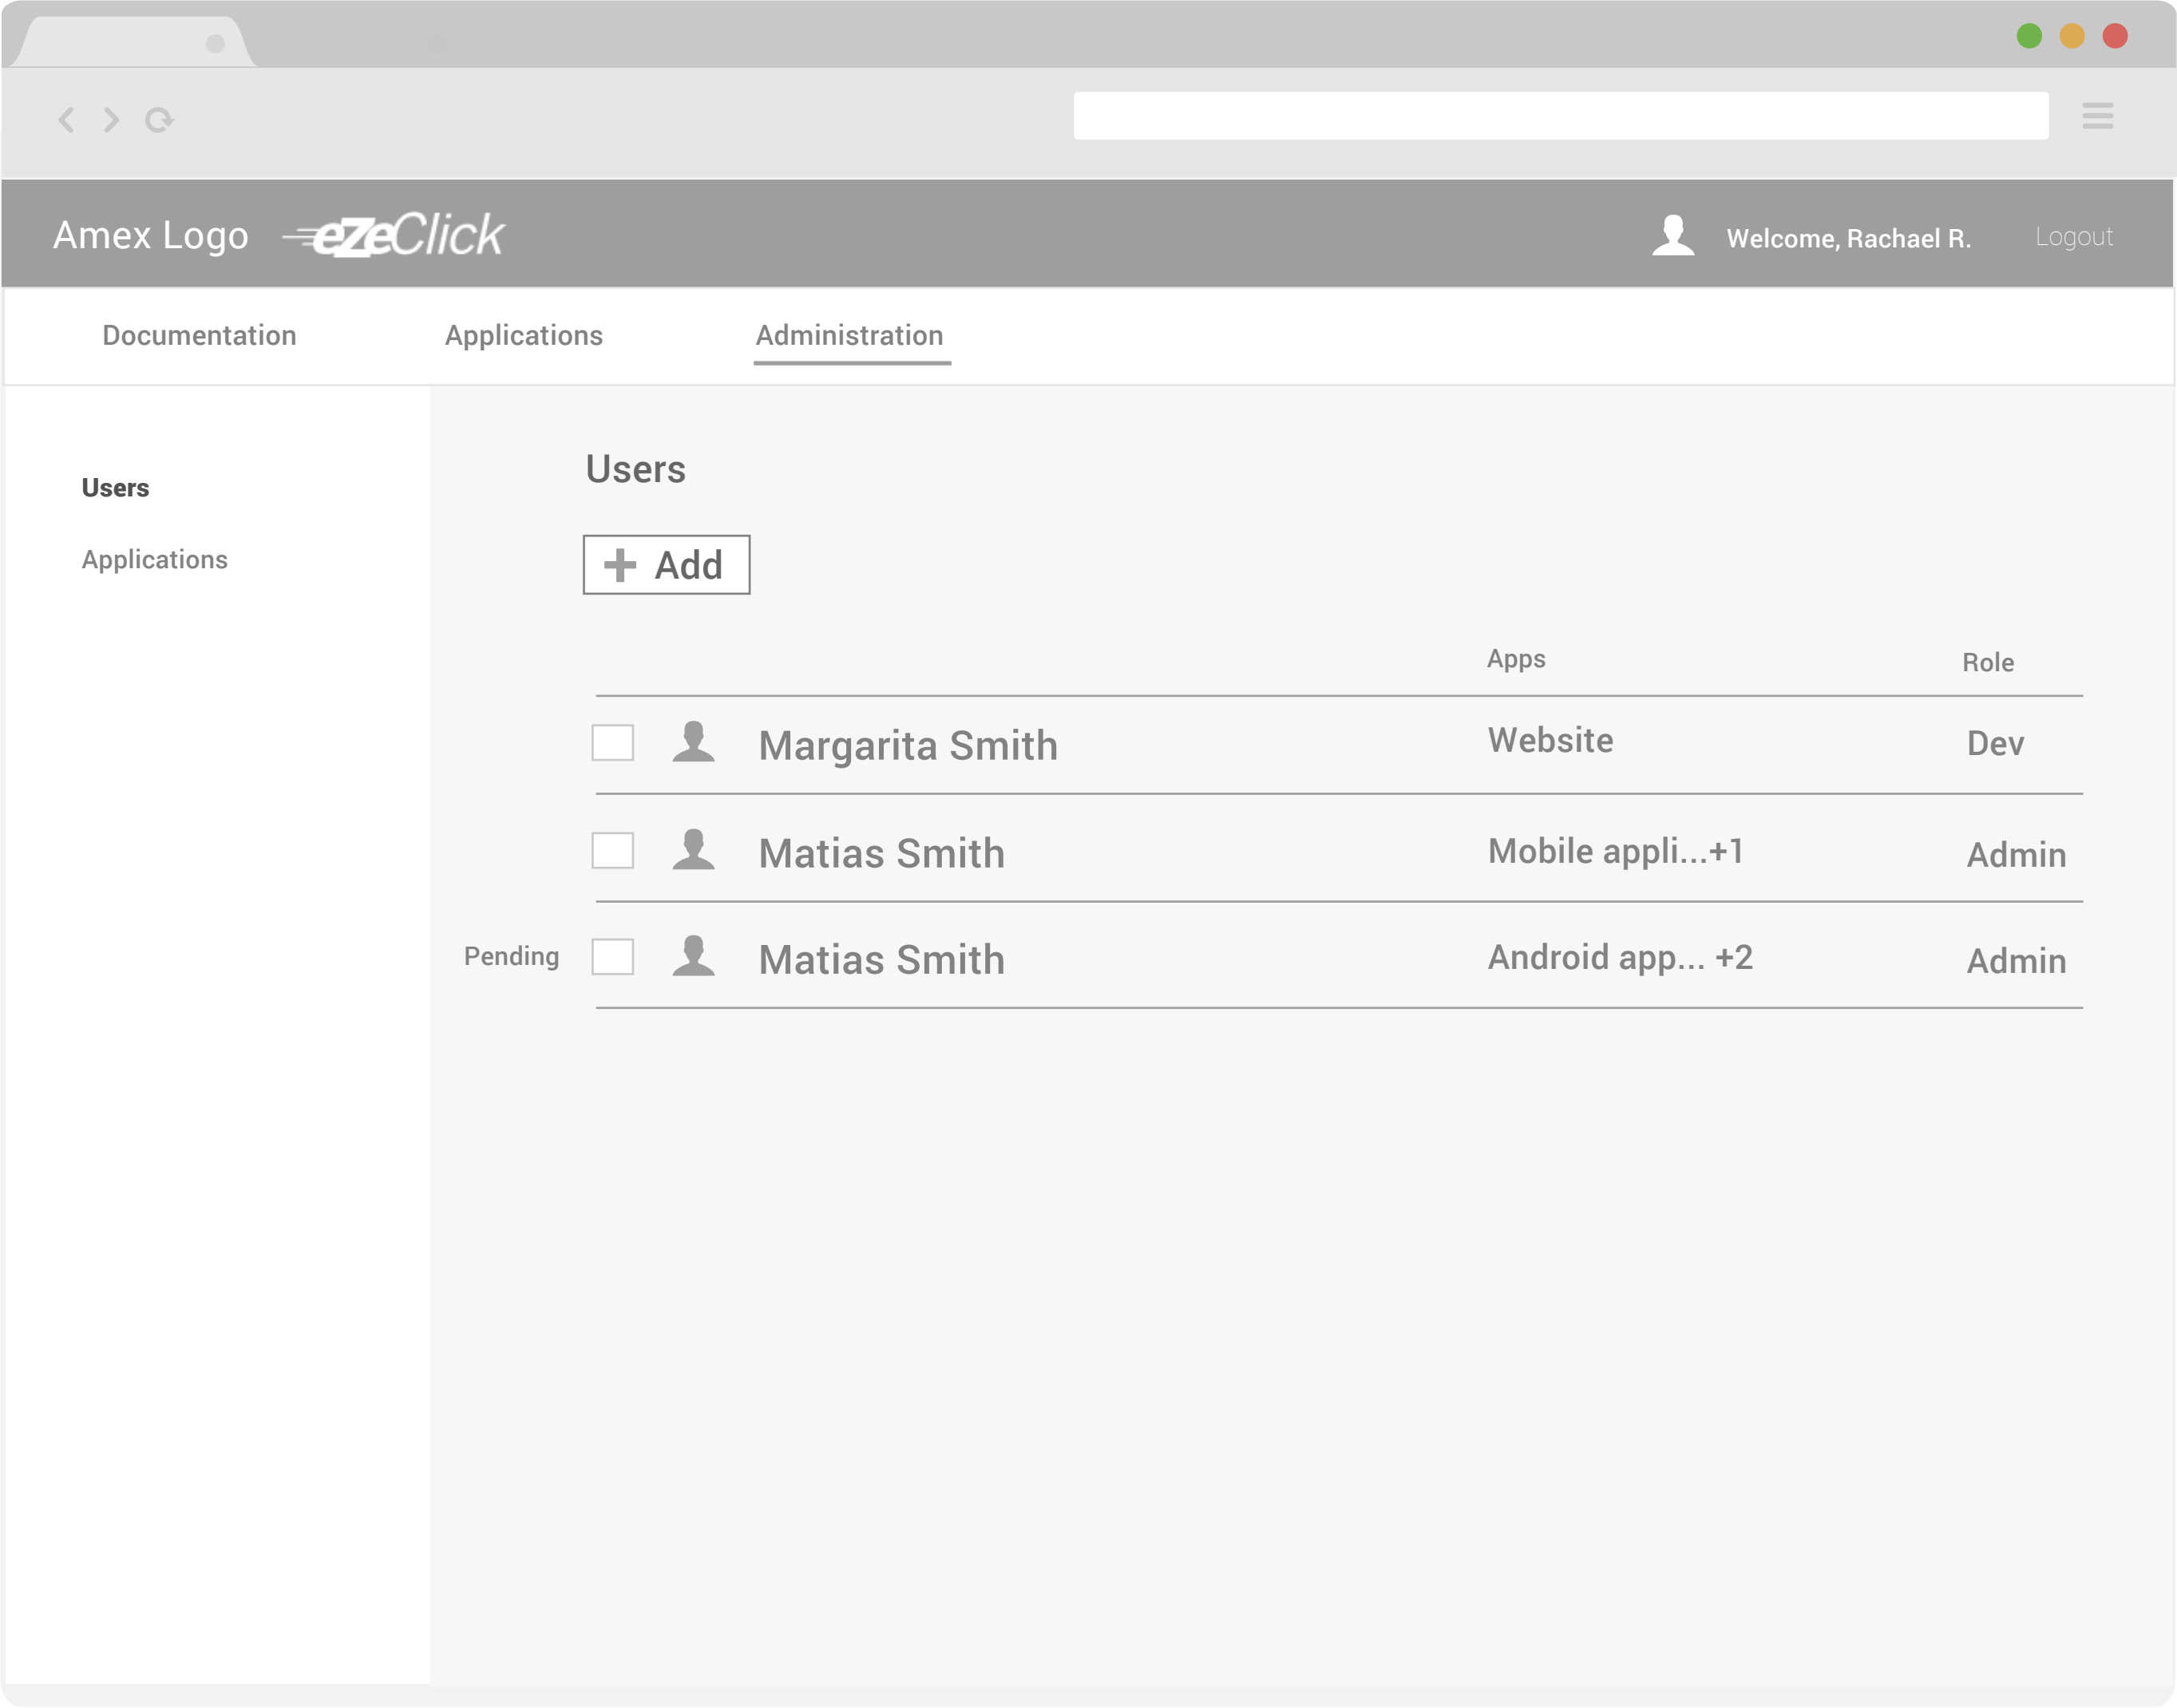 Amex Logo ezeClick Welcome, Rachael R. Logout
Documentation Applications Administration
Users
Applications
Users
Add
Apps Role
Margarita Smith Website Dev
Matias Smith Mobile appli...+1 Admin
Pending Matias Smith Android app... +2 Admin